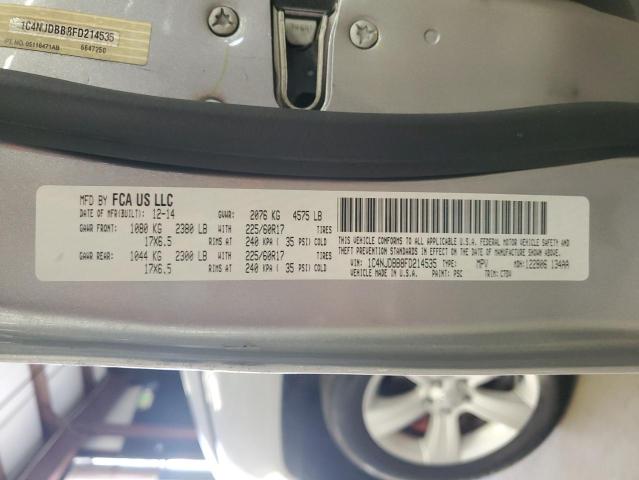 1C4NJDBB8FD214535
PT. NO. 05116471AB 6647250
MFD BY FCA US LLC
DATE OF MFR(BUILT): 12-14 GVWR: 2076 KG 4575 LB
GAWR FRONT: 1080 KG 2380 LB WITH 225/60R17 TIRES
17X6.5 RIMS AT 240 KPA ( 35 PSI) COLD
GAWR REAR: 1044 KG 2300 LB WITH 225/60R17 TIRES
17X6.5 RIMS AT 240 KPA ( 35 PSI) COLD
THIS VEHICLE CONFORMS TO ALL APPLICABLE U.S.A. FEDERAL MOTOR VEHICLE SAFETY AND
THEFT PREVENTION STANDARDS IN EFFECT ON THE DATE OF MANUFACTURE SHOWN ABOVE.
VIN: 1C4NJDBB8FD214535 TYPE: MPV MDH: 122906 134AA
VEHICLE MADE IN U.S.A. PAINT: PSC TRIM: CTDV